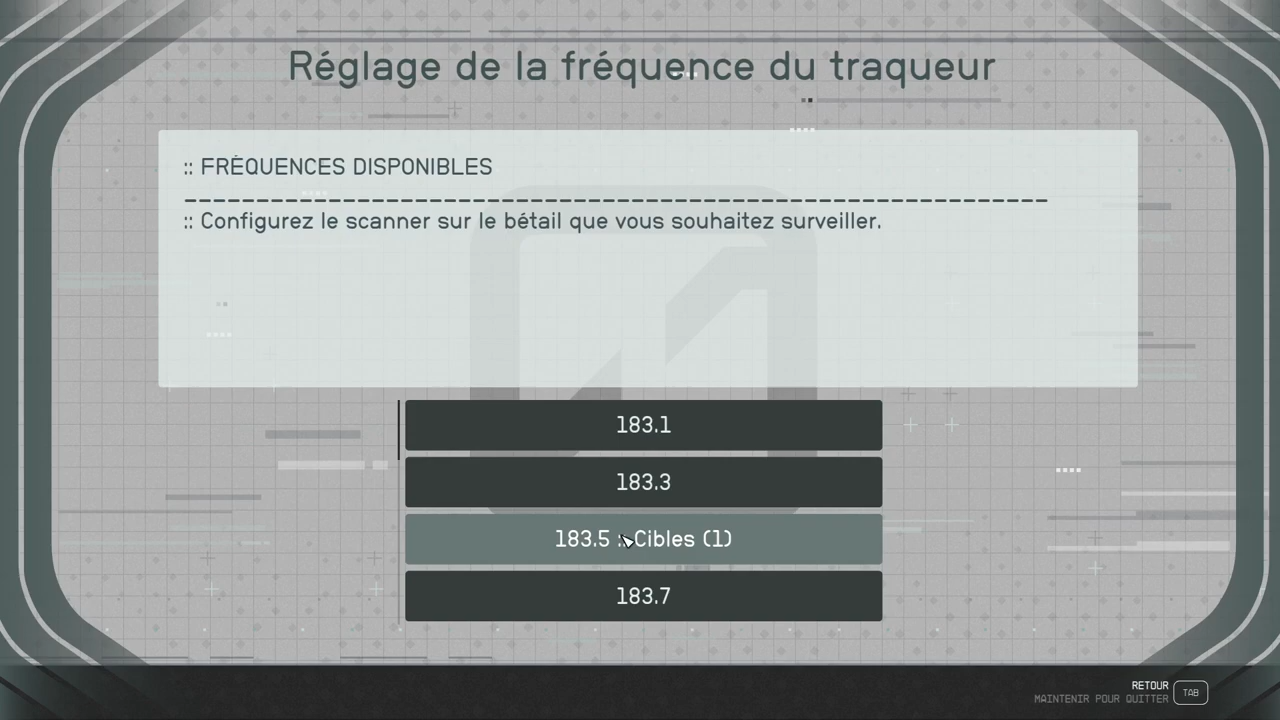 Réglage de la fréquence du traqueur
:: FRÉQUENCES DISPONIBLES
:: Configurez le scanner sur le bétail que vous souhaitez surveiller.
183.1
183.3
183.5 :: Cibles (1)
183.7
RETOUR
MAINTENIR POUR QUITTER
TAB